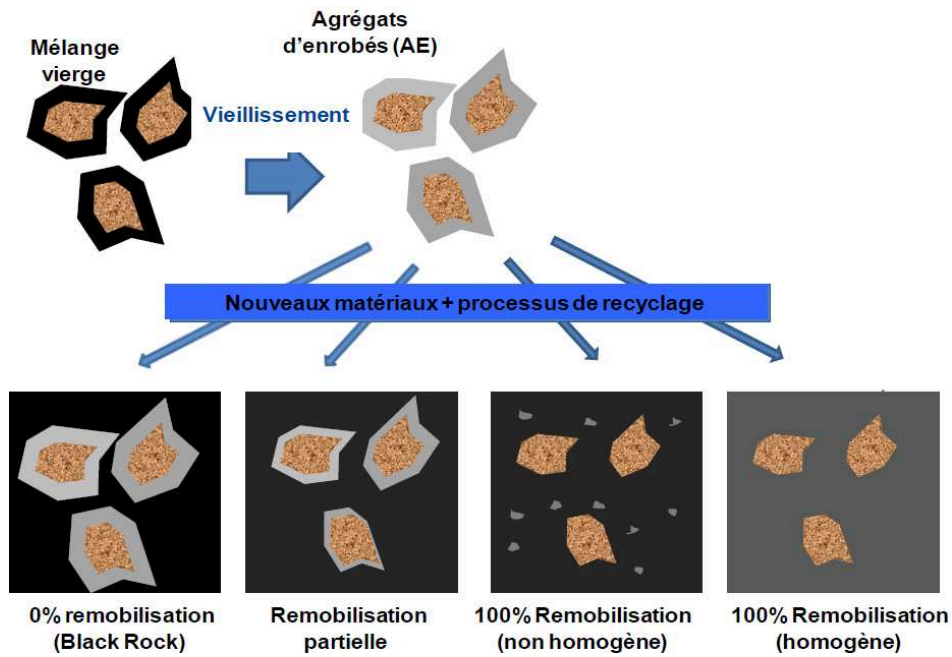 Mélange
vierge
Agrégats
d'enrobés (AE)
Vieillissement
Nouveaux matériaux + processus de recyclage
0% remobilisation
(Black Rock)
Remobilisation
partielle
100% Remobilisation
(non homogène)
100% Remobilisation
(homogène)